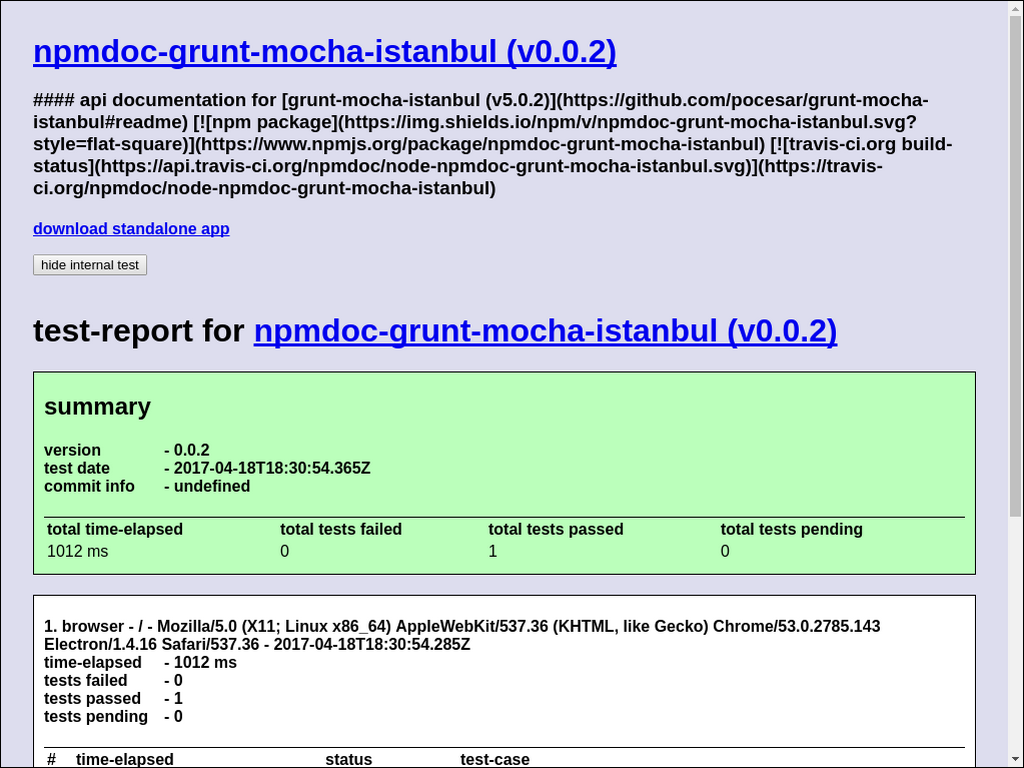 npmdoc-grunt-mocha-istanbul (v0.0.2)
#### api documentation for [grunt-mocha-istanbul (v5.0.2)](https://github.com/pocesar/grunt-mocha-
istanbul#readme) [![npm package](https://img.shields.io/npm/v/npmdoc-grunt-mocha-istanbul.svg?
style=flat-square)](https://www.npmjs.org/package/npmdoc-grunt-mocha-istanbul) [![travis-ci.org build-
status](https://api.travis-ci.org/npmdoc/node-npmdoc-grunt-mocha-istanbul.svg)](https://travis-
ci.org/npmdoc/node-npmdoc-grunt-mocha-istanbul)
download standalone app
hide internal test
test-report for npmdoc-grunt-mocha-istanbul (v0.0.2)
summary
version - 0.0.2
test date - 2017-04-18T18:30:54.365Z
commit info - undefined
total time-elapsed total tests failed total tests passed total tests pending
1012 ms 0 1 0
1. browser - / - Mozilla/5.0 (X11; Linux x86_64) AppleWebKit/537.36 (KHTML, like Gecko) Chrome/53.0.2785.143
Electron/1.4.16 Safari/537.36 - 2017-04-18T18:30:54.285Z
time-elapsed - 1012 ms
tests failed - 0
tests passed - 1
tests pending - 0
# time-elapsed status test-case